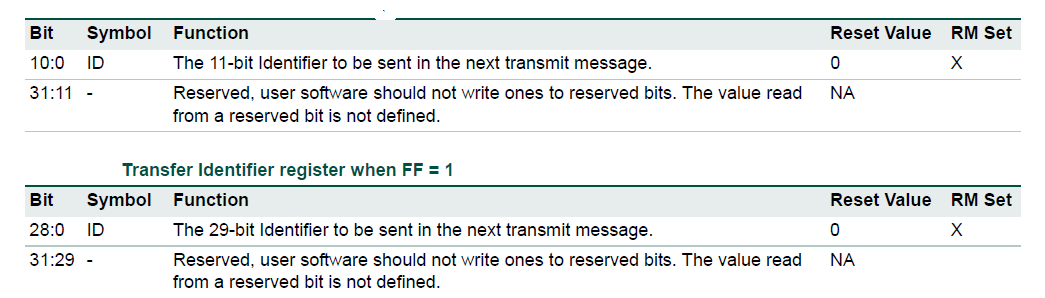 Bit Symbol Function Reset Value RM Set
10:0 ID The 11-bit Identifier to be sent in the next transmit message. 0 X
31:11 - Reserved, user software should not write ones to reserved bits. The value read NA
from a reserved bit is not defined.
Transfer Identifier register when FF = 1
Bit Symbol Function Reset Value RM Set
28:0 ID The 29-bit Identifier to be sent in the next transmit message. 0 X
31:29 - Reserved, user software should not write ones to reserved bits. The value read NA
from a reserved bit is not defined.